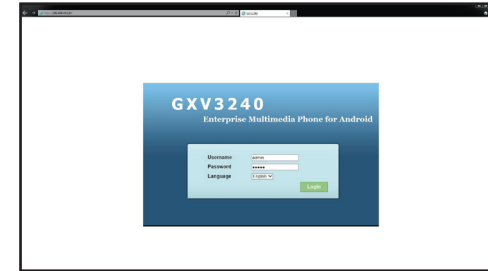 GXV3240
Enterprise Multimedia Phone for Android
Username admin
Password •••••
Language English
Login